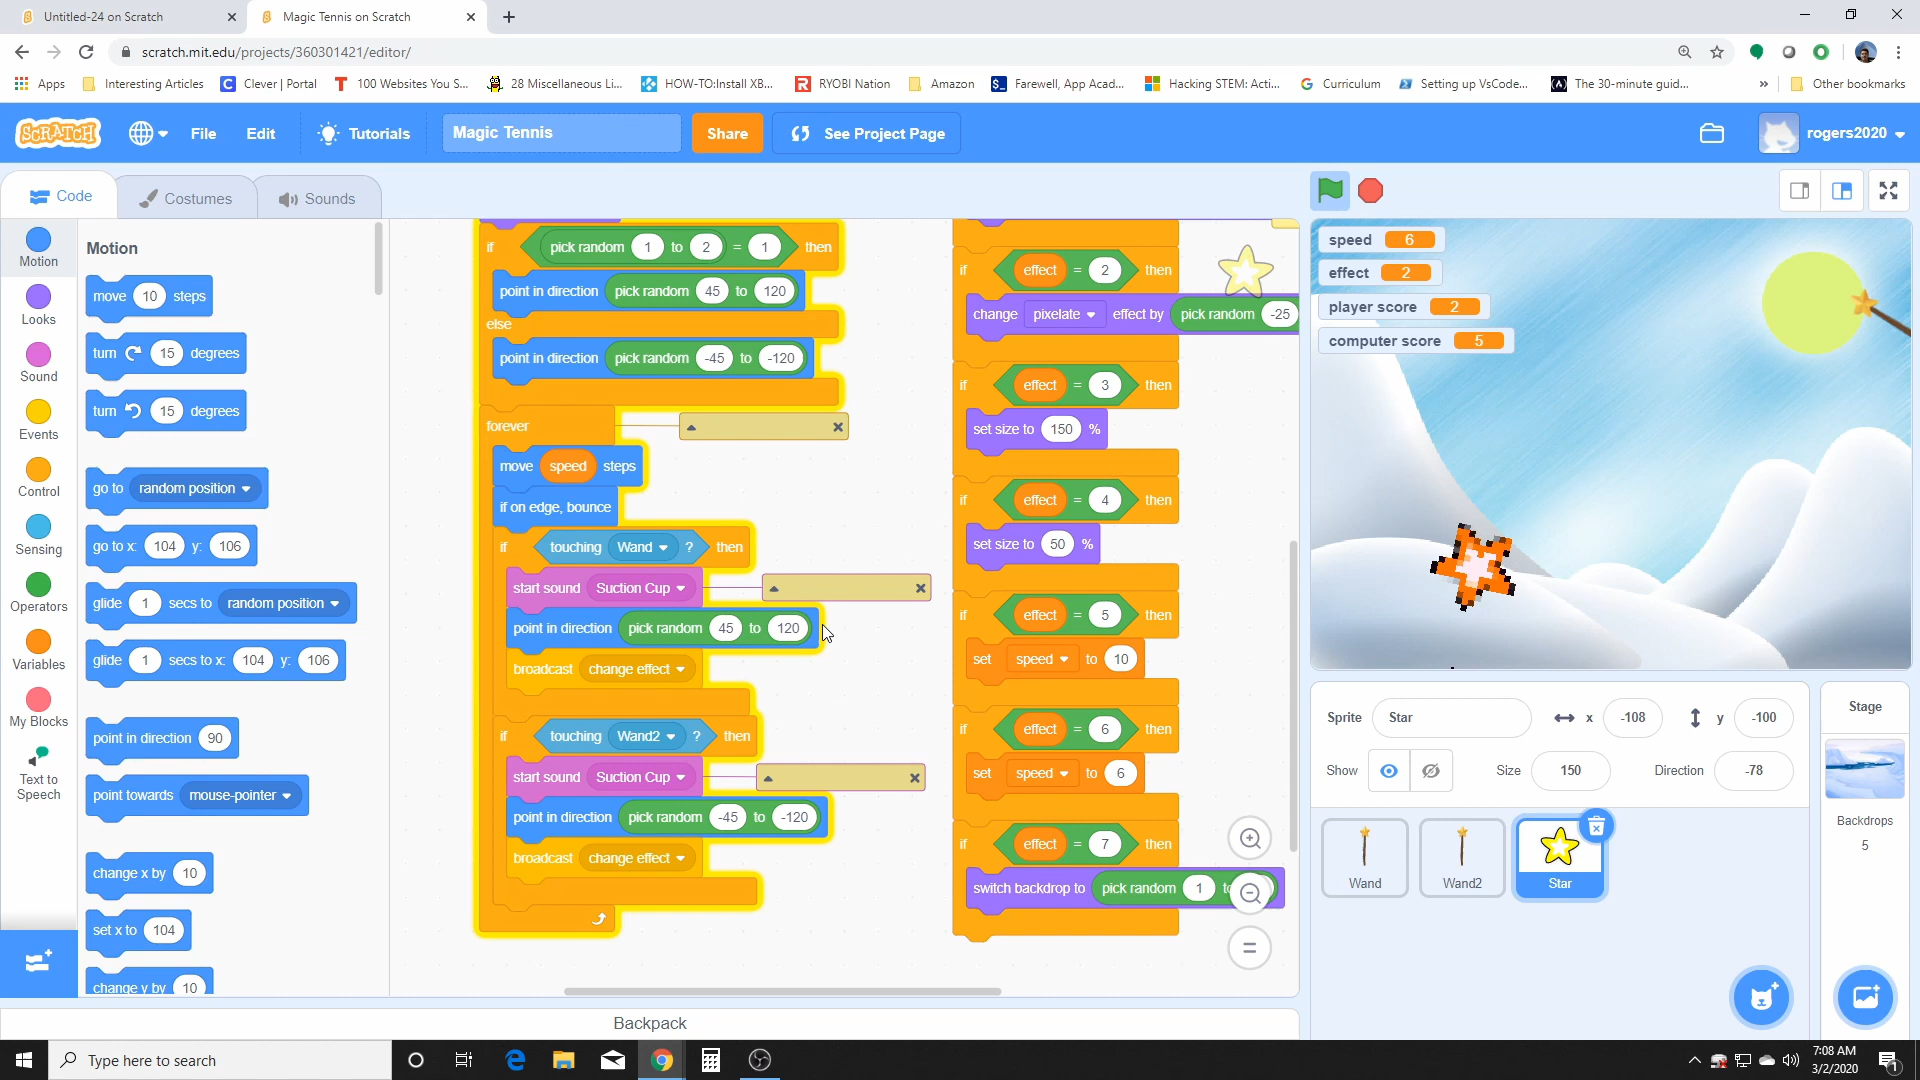 Untitled-24 on Scratch
Magic Tennis on Scratch
scratch.mit.edu/projects/360301421/editor/
Apps
Interesting Articles
Clever | Portal
100 Websites You S...
28 Miscellaneous Li...
HOW-TO:Install XB...
RYOBI Nation
Amazon
Farewell, App Acad...
Hacking STEM: Acti...
Curriculum
Setting up VsCode...
The 30-minute guid...
»
Other bookmarks
SCRATCH
File
Edit
Tutorials
Magic Tennis
Share
See Project Page
rogers2020
Code
Costumes
Sounds
Motion
Looks
Sound
Events
Control
Sensing
Operators
Variables
My Blocks
Text to
Speech
Motion
move 10 steps
turn 15 degrees
turn 15 degrees
go to random position
go to x: 104 y: 106
glide 1 secs to random position
glide 1 secs to x: 104 y: 106
point in direction 90
point towards mouse-pointer
change x by 10
set x to 104
change y by 10
if pick random 1 to 2 = 1 then
point in direction pick random 45 to 120
else
point in direction pick random -45 to -120
forever
move speed steps
if on edge, bounce
if touching Wand ? then
start sound Suction Cup
point in direction pick random 45 to 120
broadcast change effect
if touching Wand2 ? then
start sound Suction Cup
point in direction pick random -45 to -120
broadcast change effect
if effect = 2 then
change pixelate effect by pick random -25
if effect = 3 then
set size to 150 %
if effect = 4 then
set size to 50 %
if effect = 5 then
set speed to 10
if effect = 6 then
set speed to 6
if effect = 7 then
switch backdrop to pick random 1 to
speed 6
effect 2
player score 2
computer score 5
Sprite Star x -108 y -100
Show Size 150 Direction -78
Wand
Wand2
Star
Stage
Backdrops
5
Backpack
Type here to search
7:08 AM
3/2/2020
1